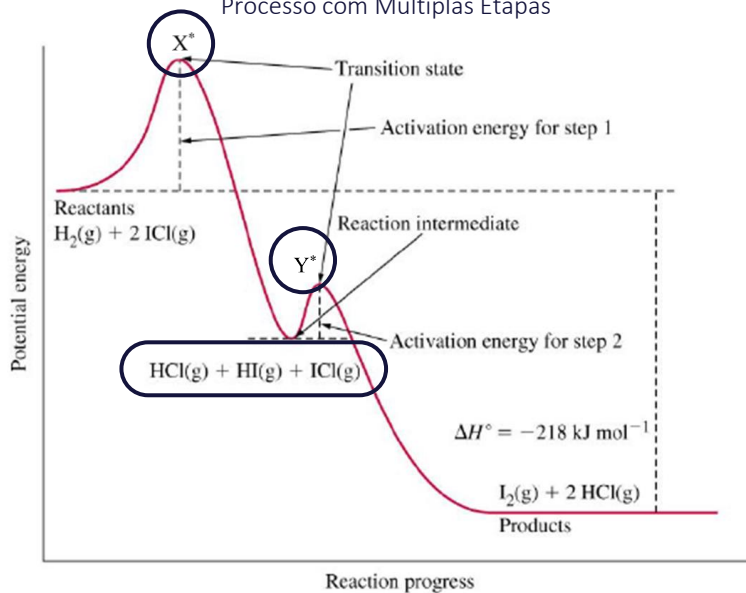 Processo com Múltiplas Etapas
X*
Transition state
Activation energy for step 1
Reactants
H₂(g) + 2 ICl(g)
Reaction intermediate
Y*
Potential energy
Activation energy for step 2
HCl(g) + HI(g) + ICl(g)
ΔH° = −218 kJ mol⁻¹
I₂(g) + 2 HCl(g)
Products
Reaction progress